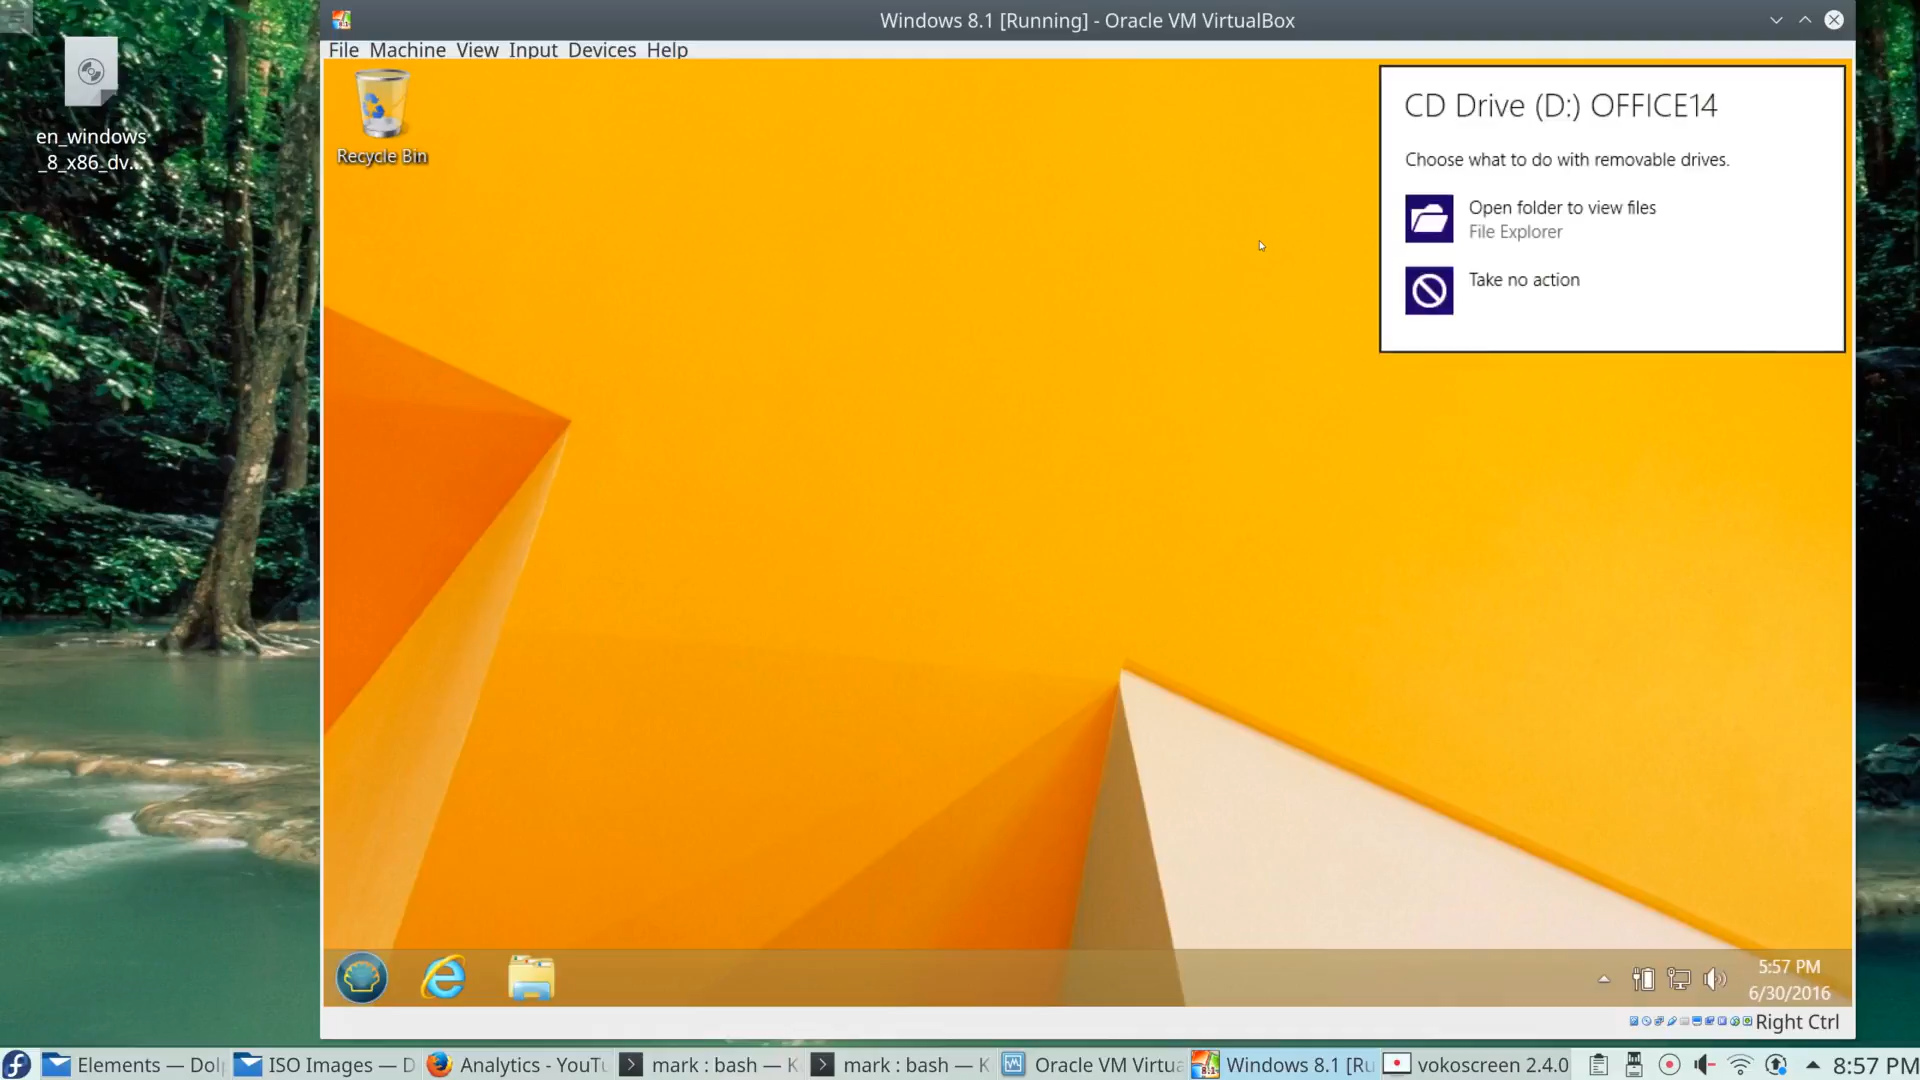 Windows 8.1 [Running] - Oracle VM VirtualBox
File Machine View Input Devices Help
en_windows
_8_x86_dv...
Recycle Bin
CD Drive (D:) OFFICE14
Choose what to do with removable drives.
Open folder to view files
File Explorer
Take no action
5:57 PM
6/30/2016
Right Ctrl
Elements — Dol
ISO Images — D
Analytics - YouTu
mark : bash — K
mark : bash — K
Oracle VM Virtua
Windows 8.1 [Ru
vokoscreen 2.4.0
8:57 PM